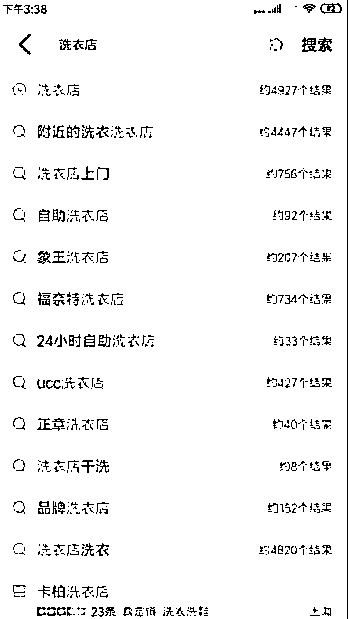 下午3:38
洗衣店 搜索
洗衣店 约4927个结果
附近的洗衣洗衣店 约4447个结果
洗衣店上门 约756个结果
自助洗衣店 约92个结果
象王洗衣店 约207个结果
福奈特洗衣店 约734个结果
24小时自助洗衣店 约33个结果
ucc洗衣店 约427个结果
正章洗衣店 约40个结果
洗衣店干洗 约8个结果
品牌洗衣店 约152个结果
洗衣店洗衣 约4820个结果
卡柏洗衣店
23条 洗衣洗鞋